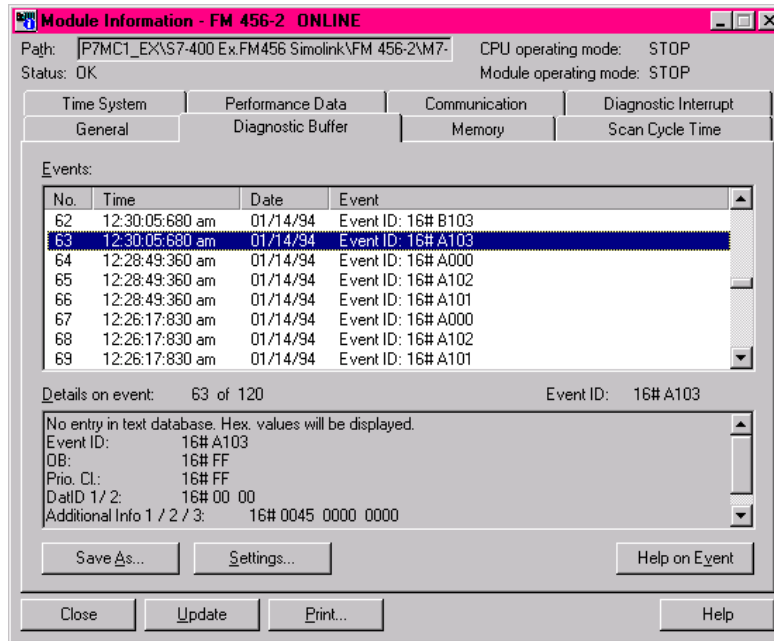 Module Information - FM 456-2 ONLINE
Path: P7MC1_EX\S7-400 Ex.FM456 Simolink\FM 456-2\M7- CPU operating mode: STOP
Status: OK Module operating mode: STOP
Time System Performance Data Communication Diagnostic Interrupt
General Diagnostic Buffer Memory Scan Cycle Time
Events:
No. Time Date Event
62 12:30:05:680 am 01/14/94 Event ID: 16# B103
63 12:30:05:680 am 01/14/94 Event ID: 16# A103
64 12:28:49:360 am 01/14/94 Event ID: 16# A000
65 12:28:49:360 am 01/14/94 Event ID: 16# A102
66 12:28:49:360 am 01/14/94 Event ID: 16# A101
67 12:26:17:830 am 01/14/94 Event ID: 16# A000
68 12:26:17:830 am 01/14/94 Event ID: 16# A102
69 12:26:17:830 am 01/14/94 Event ID: 16# A101
Details on event: 63 of 120 Event ID: 16# A103
No entry in text database. Hex. values will be displayed.
Event ID: 16# A103
OB: 16# FF
Prio. Cl.: 16# FF
DatID 1/ 2: 16# 00 00
Additional Info 1 / 2 / 3: 16# 0045 0000 0000
Save As... Settings... Help on Event
Close Update Print... Help